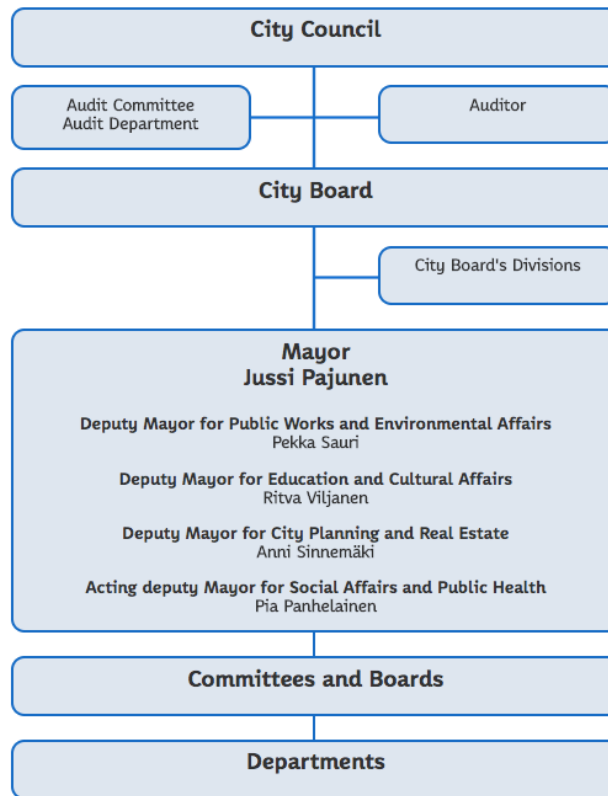 City Council
Audit Committee
Audit Department
Auditor
City Board
City Board's Divisions
Mayor
Jussi Pajunen
Deputy Mayor for Public Works and Environmental Affairs
Pekka Sauri
Deputy Mayor for Education and Cultural Affairs
Ritva Viljanen
Deputy Mayor for City Planning and Real Estate
Anni Sinnemäki
Acting deputy Mayor for Social Affairs and Public Health
Pia Panhelainen
Committees and Boards
Departments